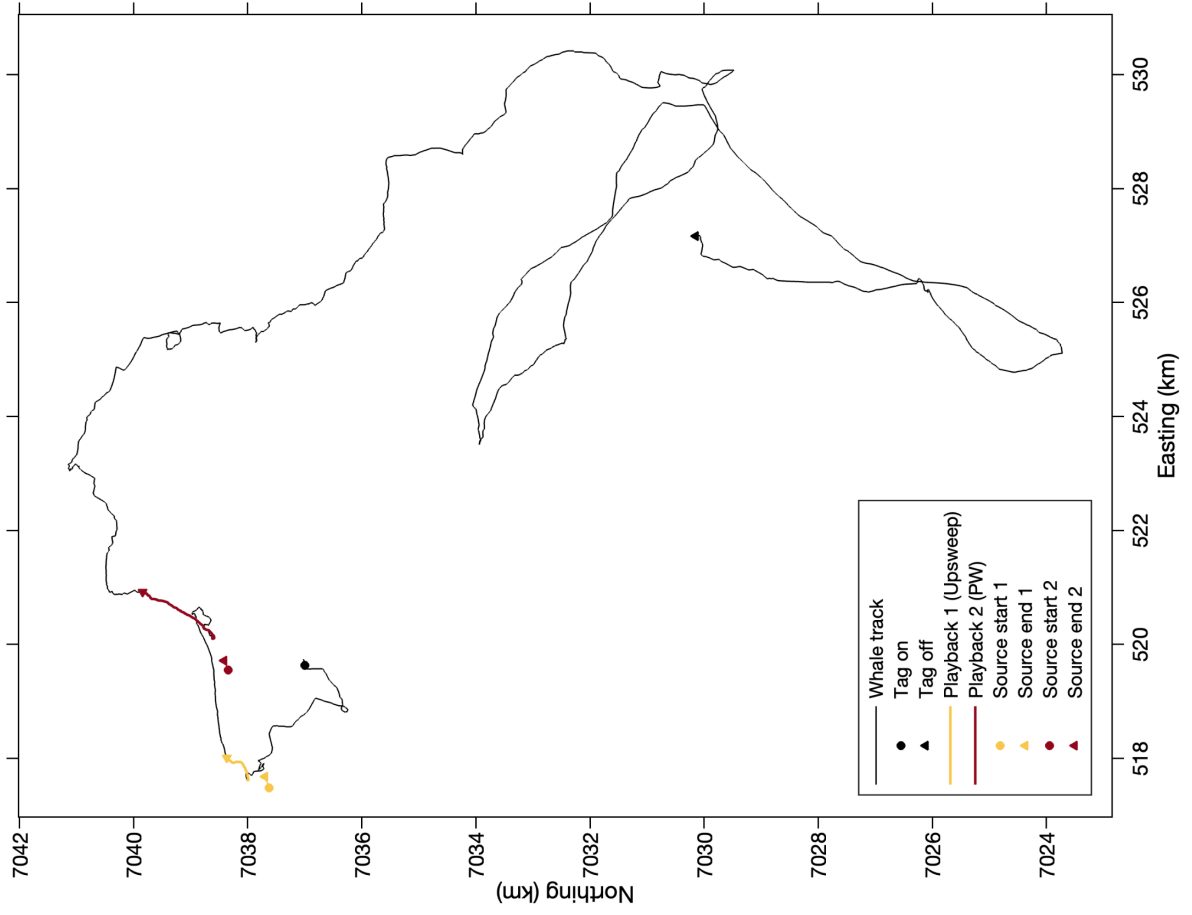 Northing (km)
7042
7040
7038
7036
7034
7032
7030
7028
7026
7024
518
520
522
524
526
528
530
Easting (km)
Whale track
Tag on
Tag off
Playback 1 (Upsweep)
Playback 2 (PW)
Source start 1
Source end 1
Source start 2
Source end 2